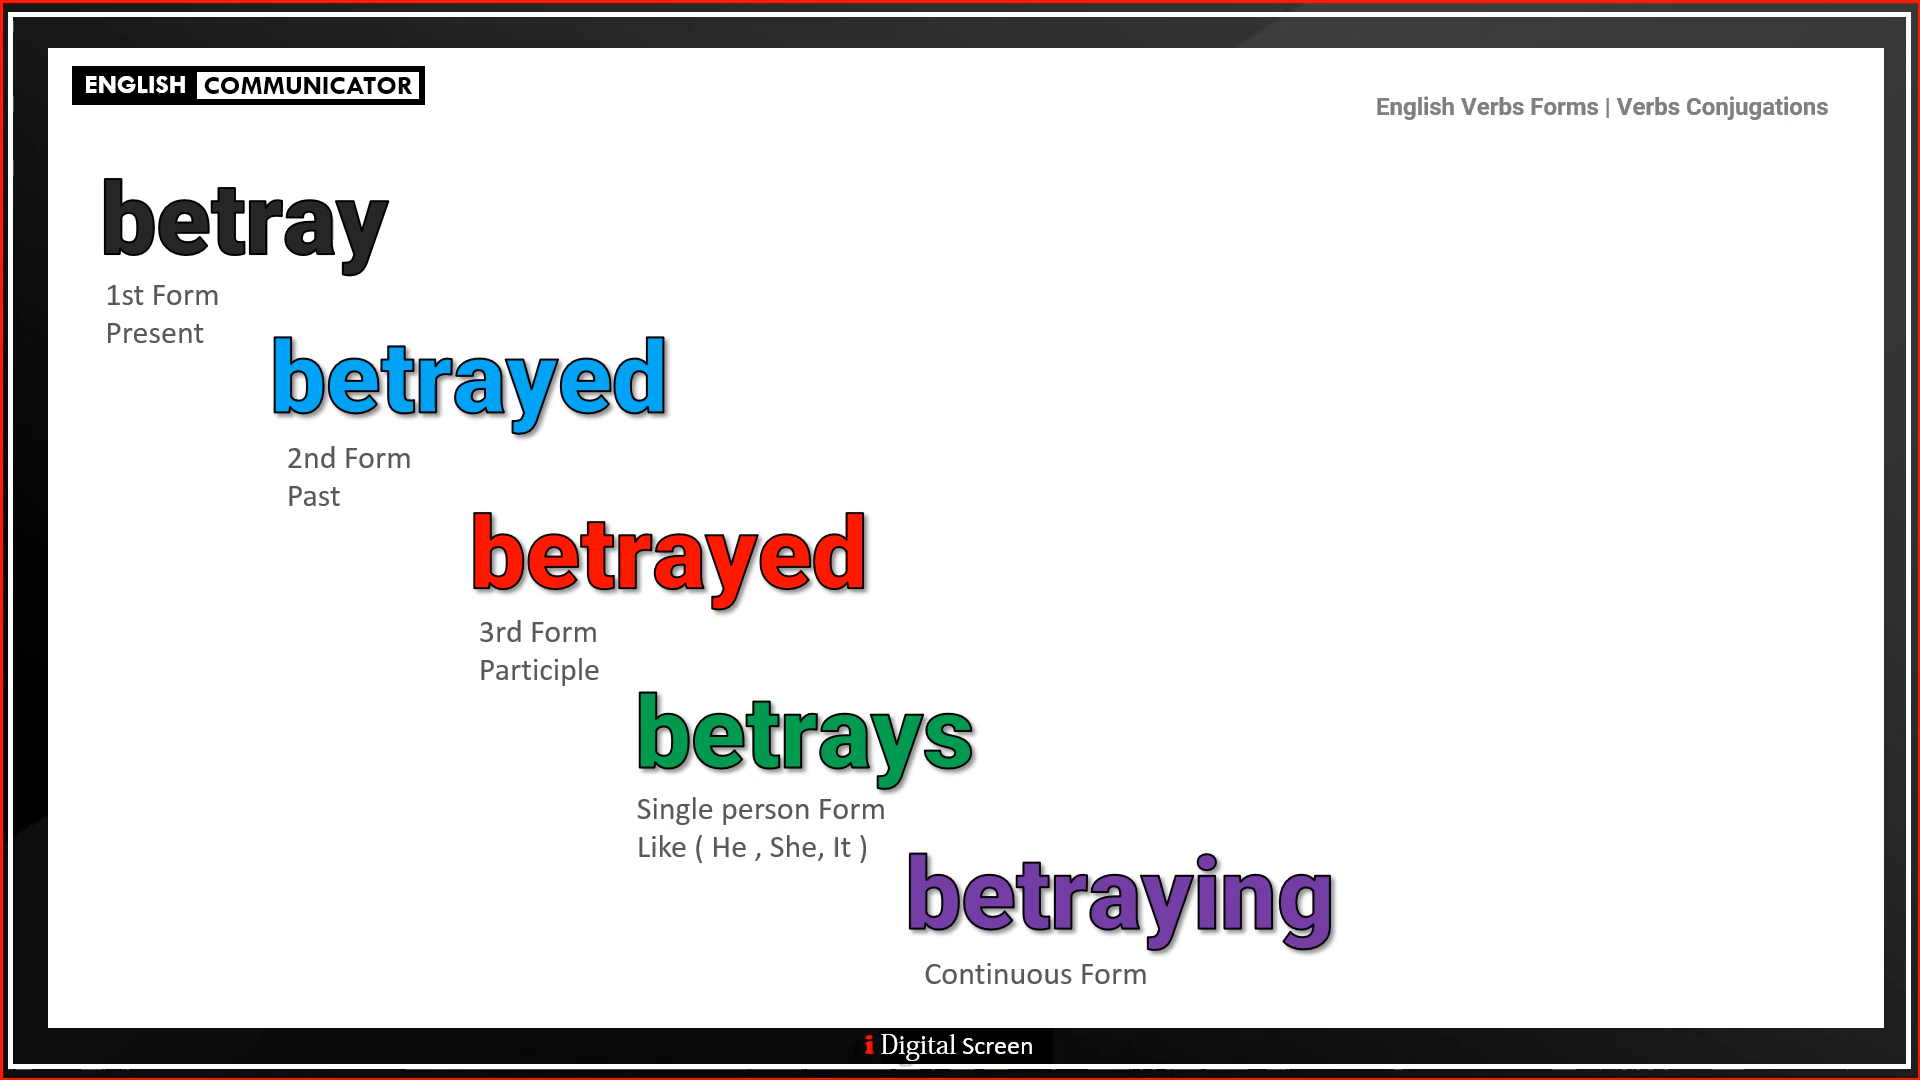 ENGLISH COMMUNICATOR
English Verbs Forms | Verbs Conjugations
betray
1st Form
Present
betrayed
2nd Form
Past
betrayed
3rd Form
Participle
betrays
Single person Form
Like ( He , She, It )
betraying
Continuous Form
i Digital Screen